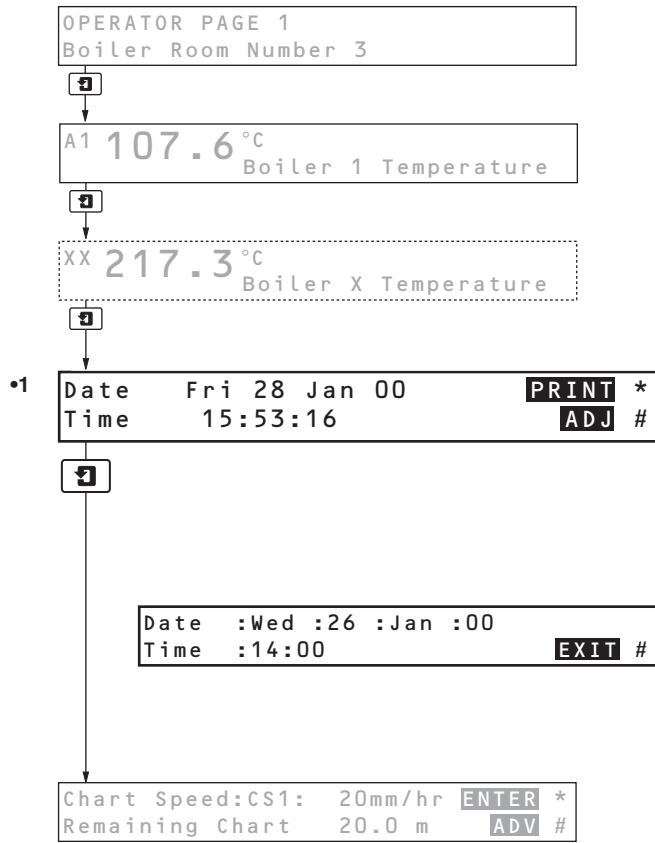 OPERATOR PAGE 1
Boiler Room Number 3
A1 107.6 °C
Boiler 1 Temperature
XX 217.3 °C
Boiler X Temperature
•1
Date Fri 28 Jan 00 PRINT *
Time 15:53:16 ADJ #
Date :Wed :26 :Jan :00
Time :14:00 EXIT #
Chart Speed:CS1: 20mm/hr ENTER *
Remaining Chart 20.0 m ADV #